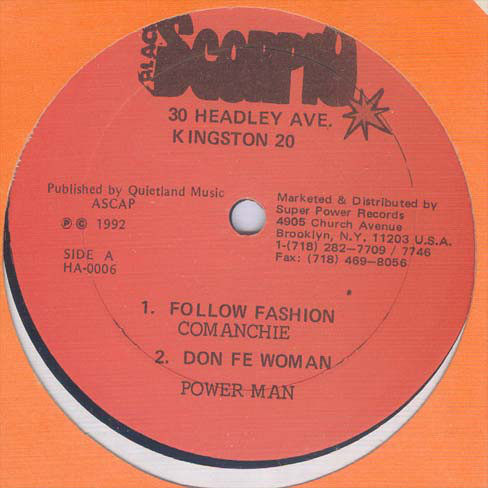 BLACK
SCORPIO
30 HEADLEY AVE.
KINGSTON 20
Published by Quietland Music
ASCAP
℗ © 1992
SIDE A
HA-0006
Marketed & Distributed by
Super Power Records
4905 Church Avenue
Brooklyn, N.Y. 11203 U.S.A.
1-(718) 282-7709 / 7746
Fax: (718) 469-8056
1. FOLLOW FASHION
COMANCHIE
2. DON FE WOMAN
POWER MAN